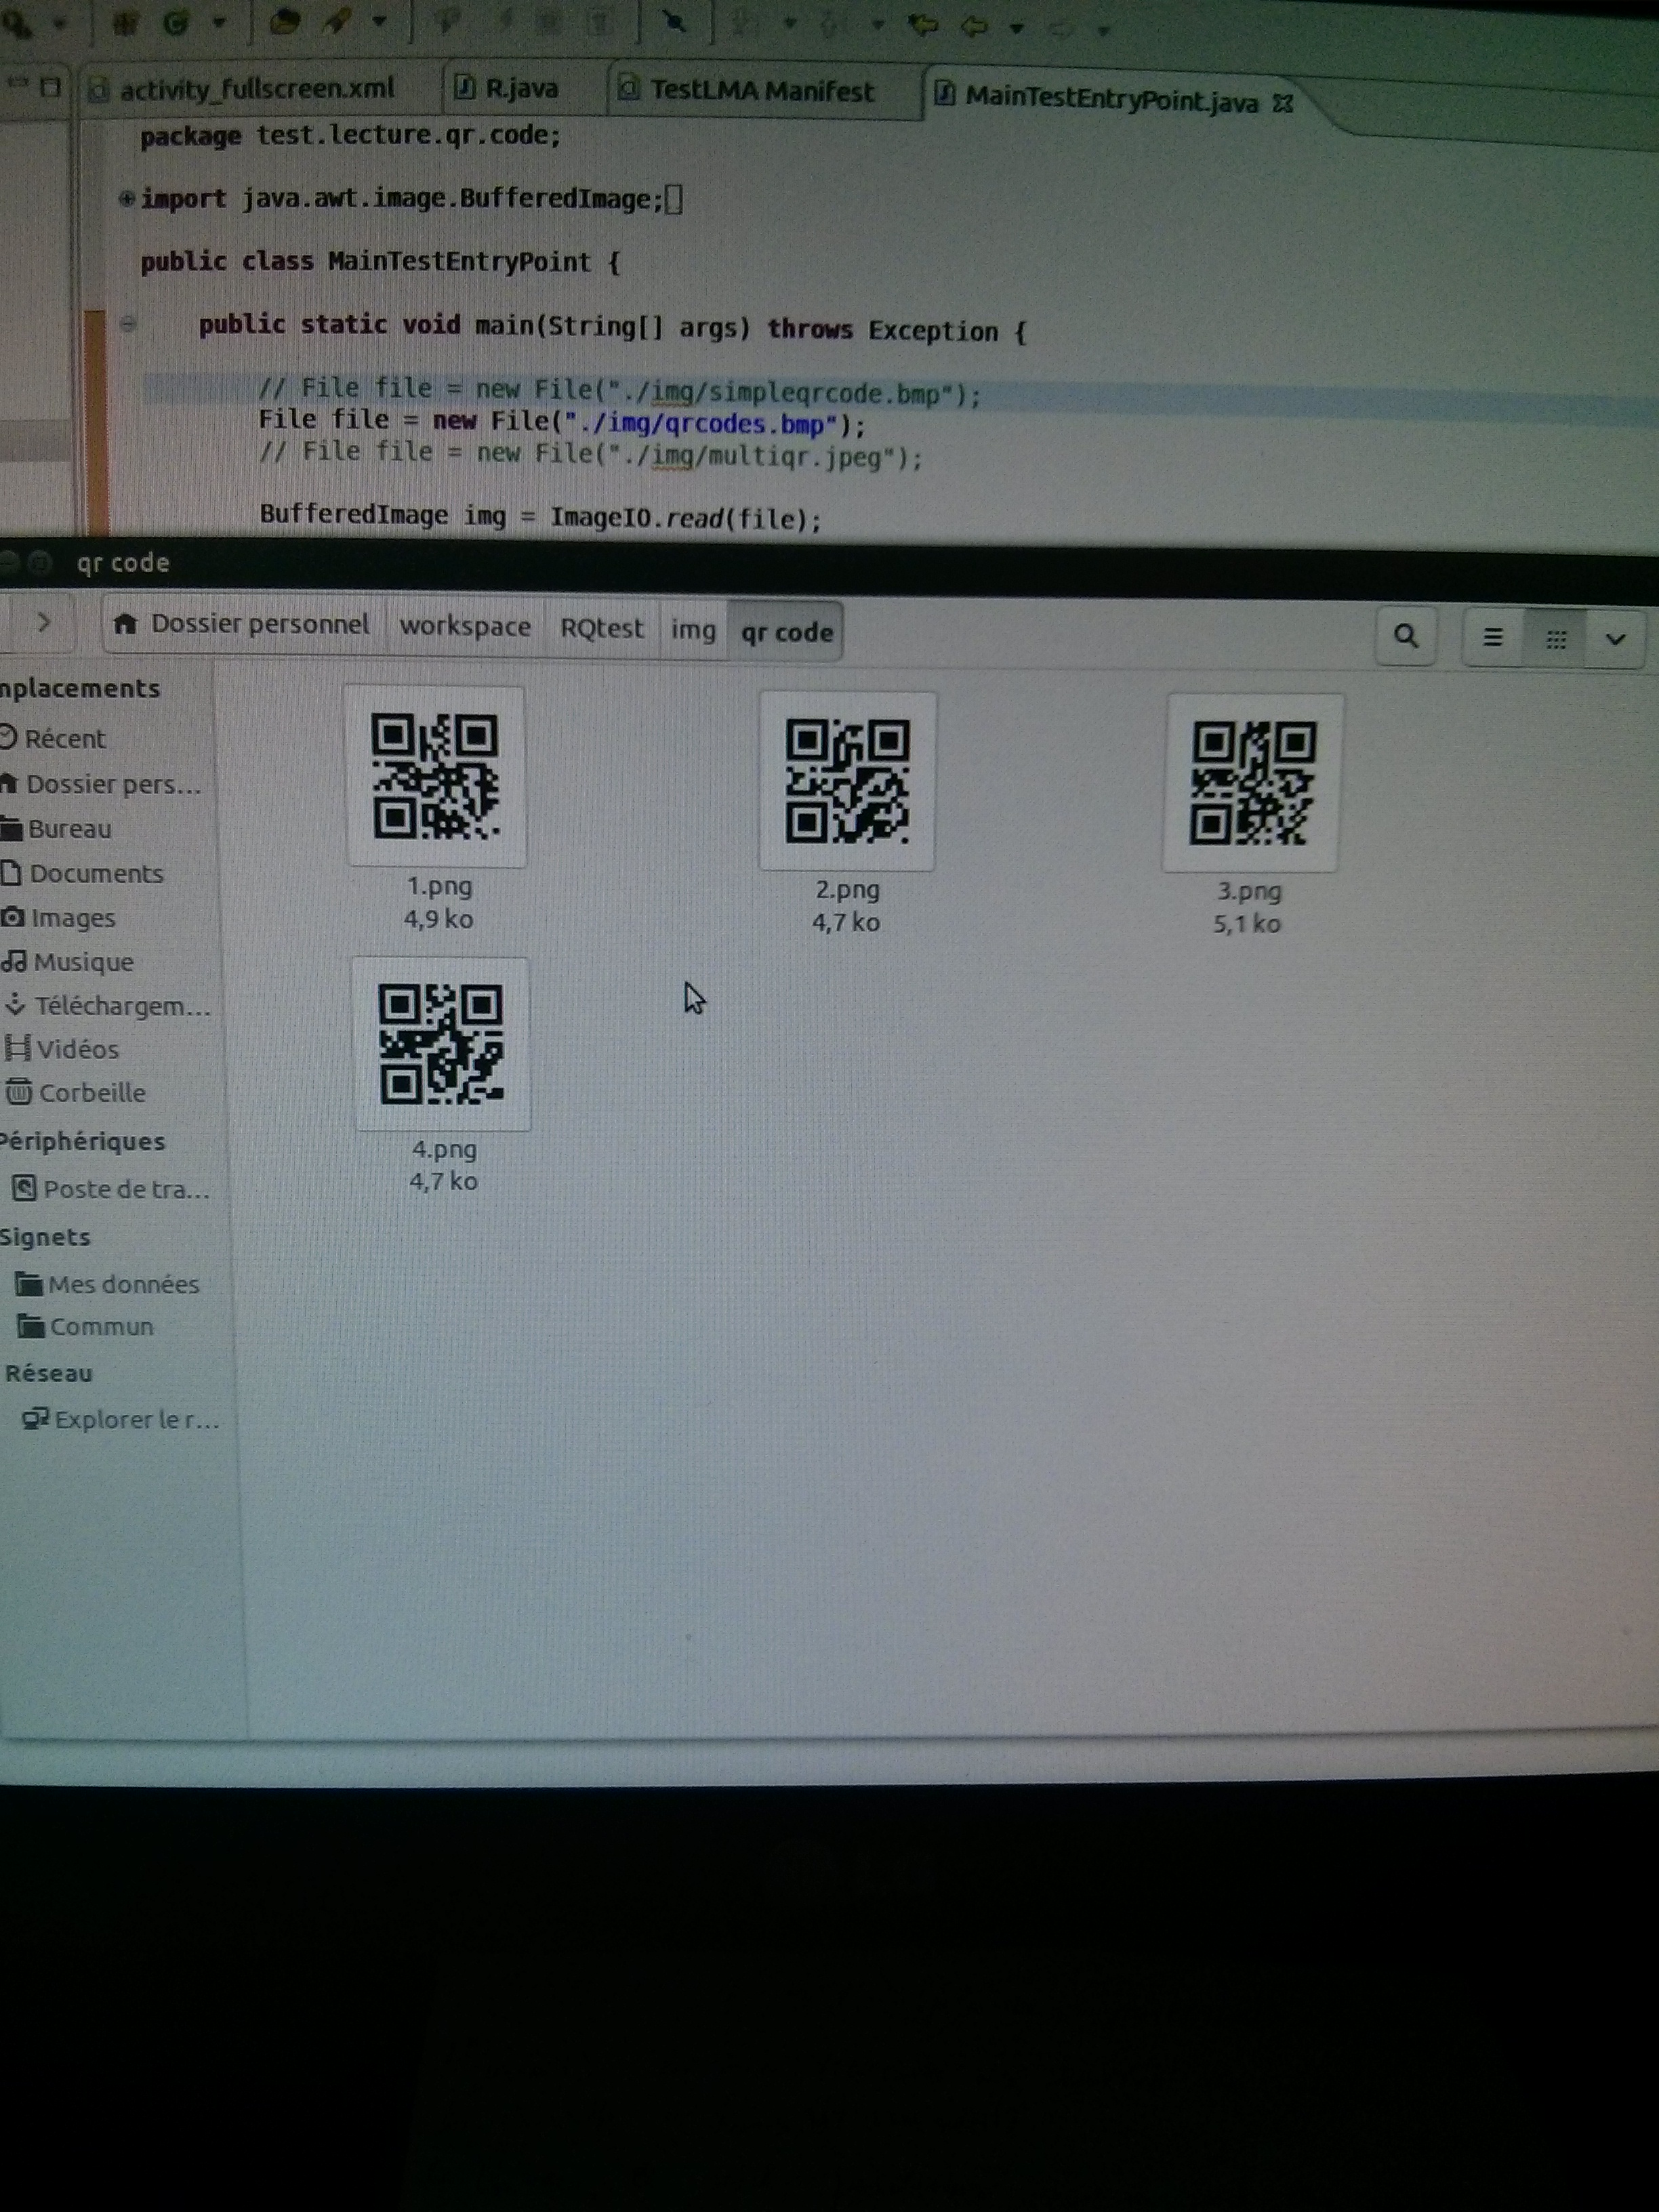 activity_fullscreen.xml R.java TestLMA Manifest MainTestEntryPoint.java
package test.lecture.qr.code;
import java.awt.image.BufferedImage;
public class MainTestEntryPoint {
public static void main(String[] args) throws Exception {
// File file = new File("./img/simpleqrcode.bmp");
File file = new File("./img/qrcodes.bmp");
// File file = new File("./img/multiqr.jpeg");
BufferedImage img = ImageIO.read(file);
qr code
Dossier personnel workspace RQtest img qr code
mplacements
Récent
Dossier pers...
Bureau
Documents
Images
Musique
Téléchargem...
Vidéos
Corbeille
Périphériques
Poste de tra...
Signets
Mes données
Commun
Réseau
Explorer le r...
1.png
4,9 ko
2.png
4,7 ko
3.png
5,1 ko
4.png
4,7 ko